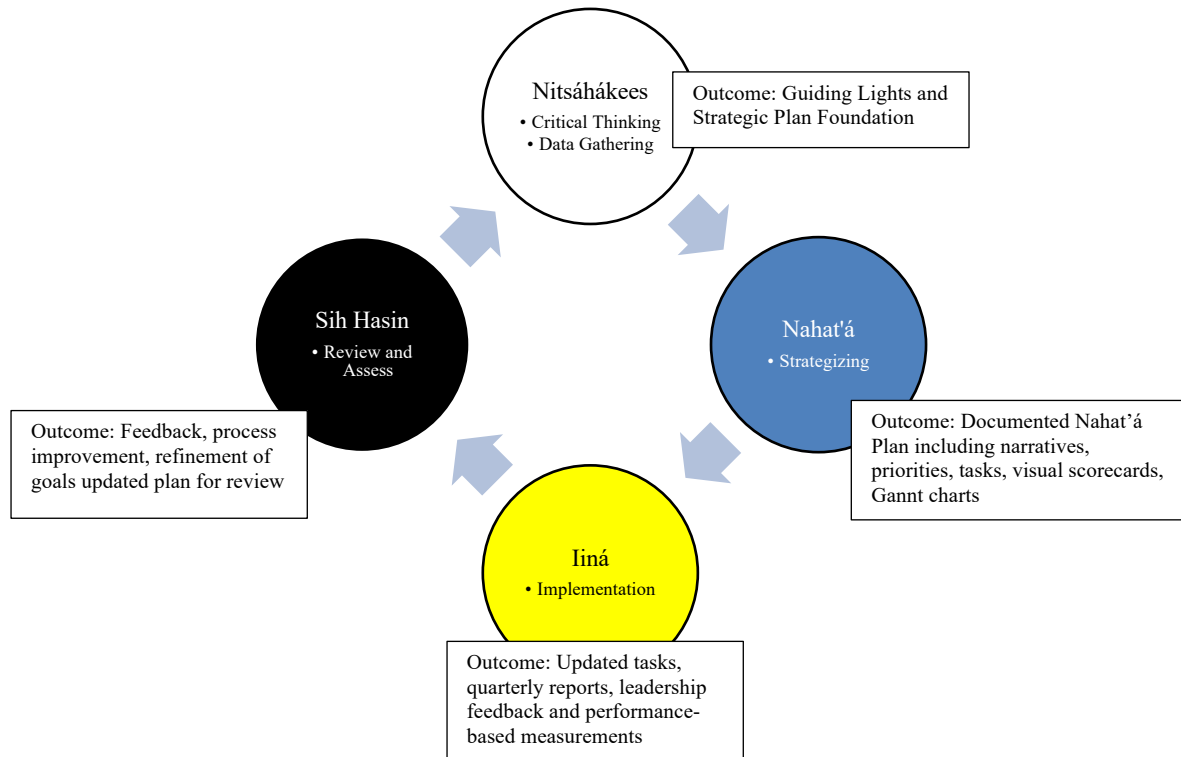 Nitsáhákees
• Critical Thinking
• Data Gathering
Outcome: Guiding Lights and
Strategic Plan Foundation
Nahat'á
• Strategizing
Outcome: Documented Nahat’á
Plan including narratives,
priorities, tasks, visual scorecards,
Gannt charts
Iiná
• Implementation
Outcome: Updated tasks,
quarterly reports, leadership
feedback and performance-
based measurements
Sih Hasin
• Review and
Assess
Outcome: Feedback, process
improvement, refinement of
goals updated plan for review